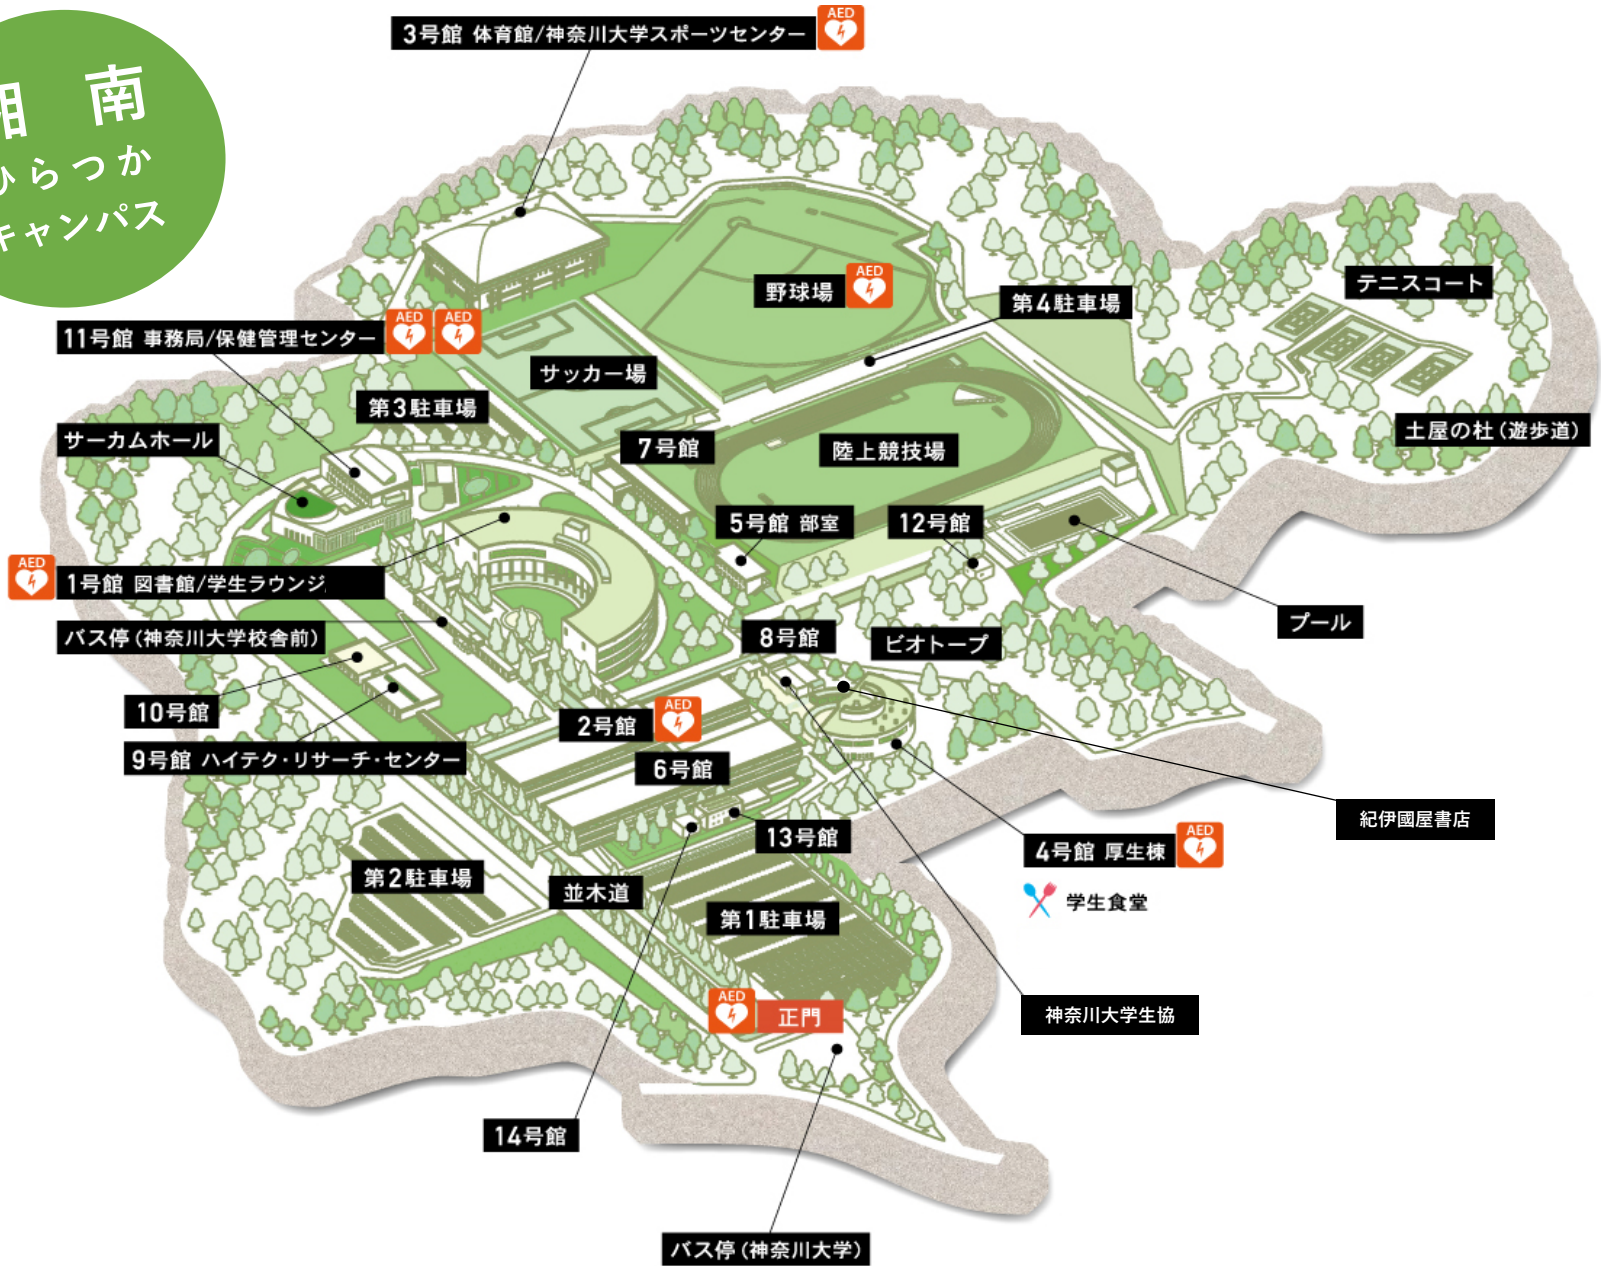 湘 南
ひらつか
キャンパス
3号館 体育館/神奈川大学スポーツセンター
AED
野球場
AED
第4駐車場
テニスコート
11号館 事務局/保健管理センター
AED
AED
サッカー場
第3駐車場
土屋の杜(遊歩道)
サーカムホール
7号館
陸上競技場
5号館 部室
12号館
AED
1号館 図書館/学生ラウンジ
プール
バス停(神奈川大学校舎前)
8号館
ビオトープ
10号館
2号館
AED
9号館 ハイテク・リサーチ・センター
6号館
紀伊國屋書店
13号館
4号館 厚生棟
AED
学生食堂
第2駐車場
並木道
第1駐車場
AED
正門
神奈川大学生協
14号館
バス停(神奈川大学)